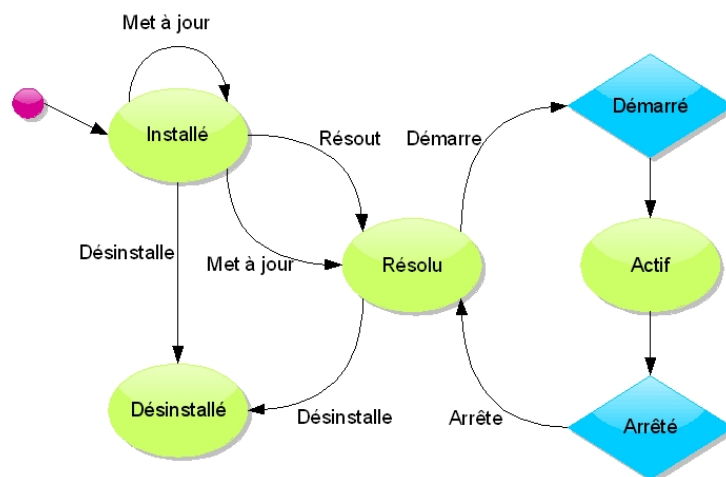 Met à jour
Installé
Résout
Démarre
Démarré
Désinstalle
Met à jour
Résolu
Actif
Désinstallé
Désinstalle
Arrête
Arrêté